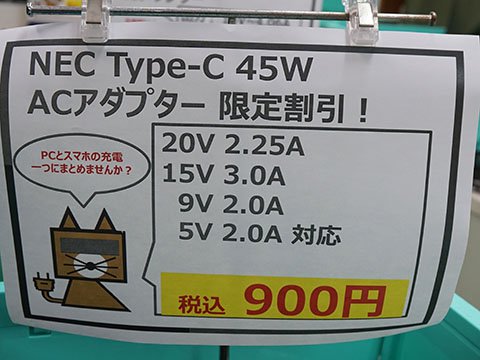 NEC Type-C 45W
ACアダプター 限定割引！
PCとスマホの充電
一つにまとめませんか？
20V 2.25A
15V 3.0A
9V 2.0A
5V 2.0A 対応
税込 900円